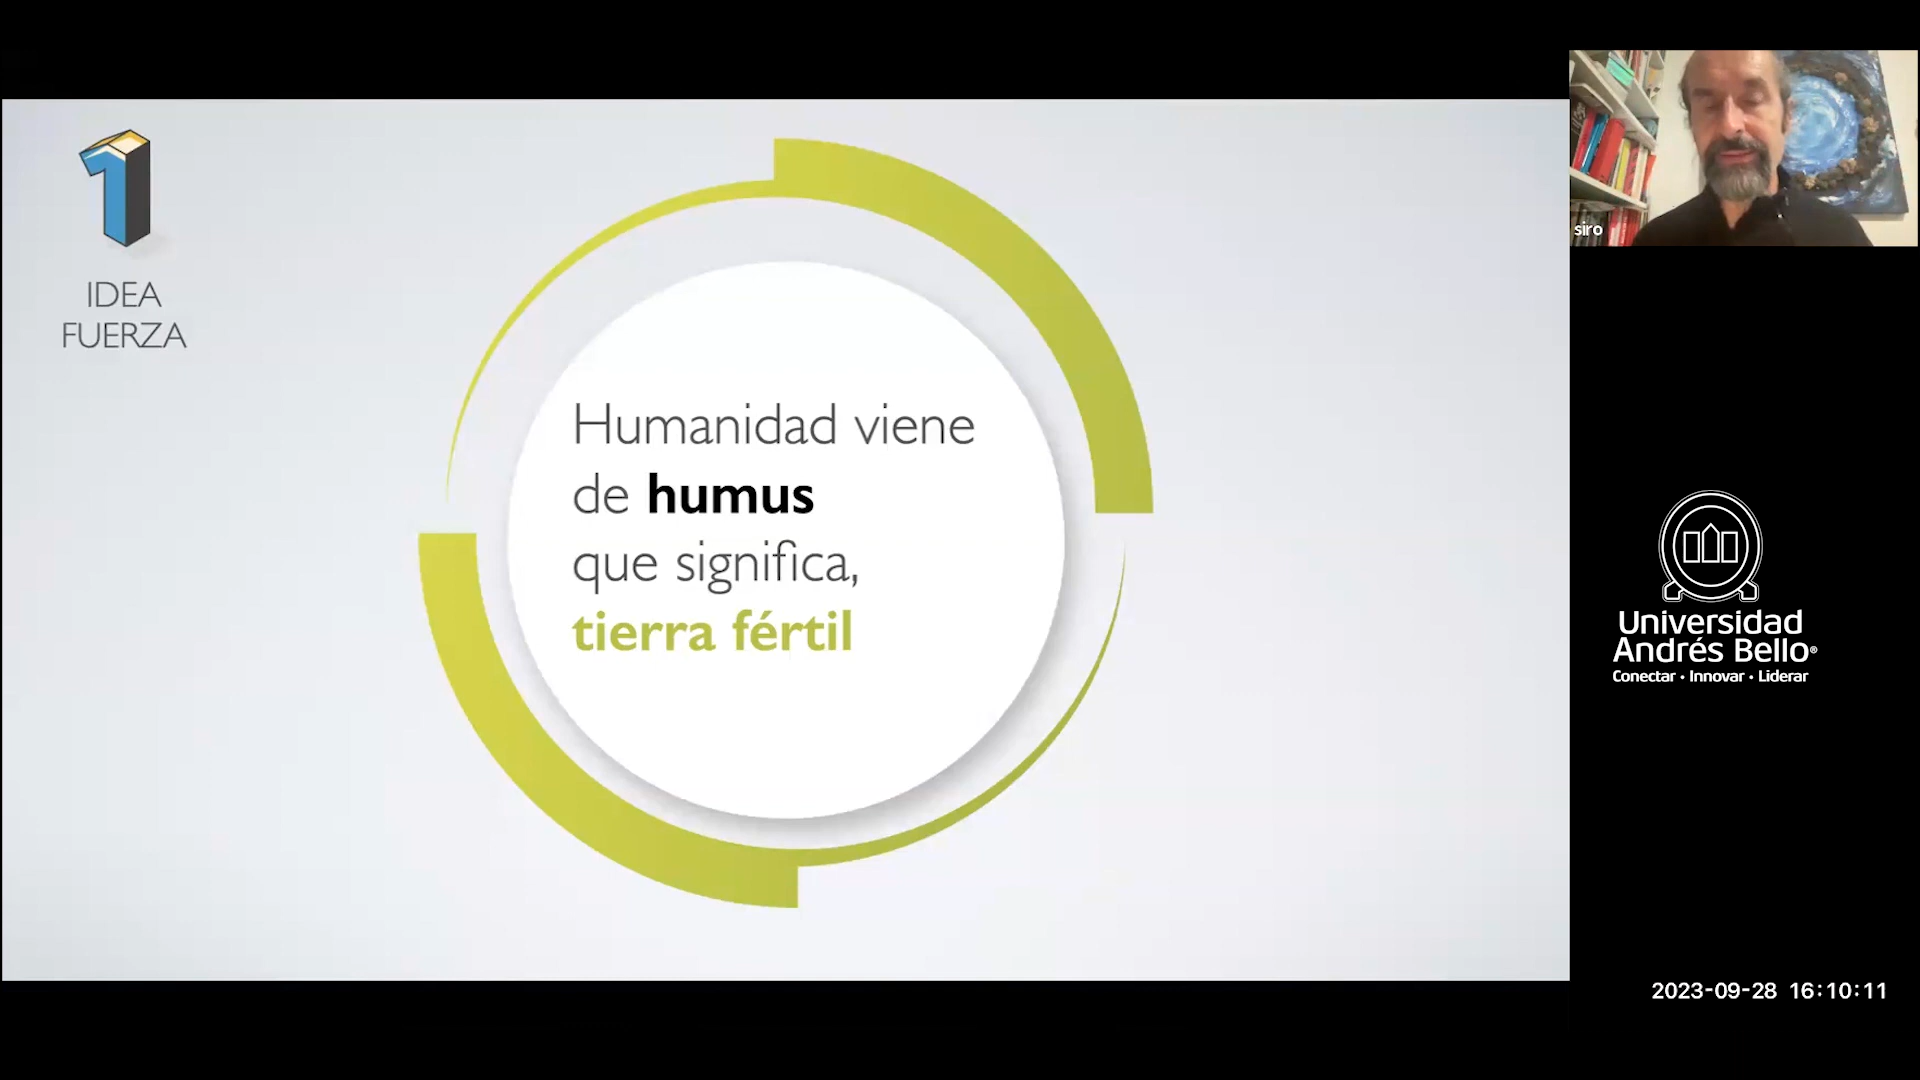 IDEA
FUERZA
Humanidad viene
de humus
que significa,
tierra fértil
siro
Universidad
Andrés Bello®
Conectar • Innovar • Liderar
2023-09-28 16:10:11